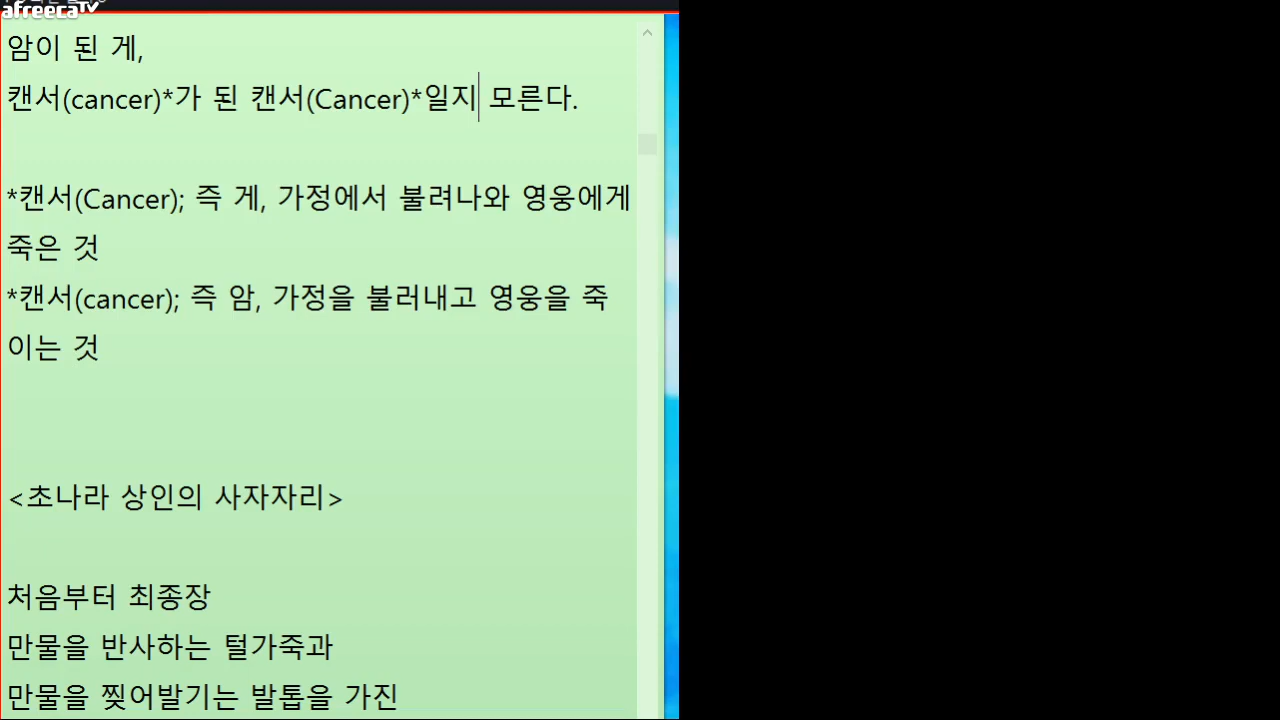 afreecaTV
암이 된 게,
캔서(cancer)*가 된 캔서(Cancer)*일지 모른다.
*캔서(Cancer); 즉 게, 가정에서 불려나와 영웅에게
죽은 것
*캔서(cancer); 즉 암, 가정을 불러내고 영웅을 죽
이는 것
<초나라 상인의 사자자리>
처음부터 최종장
만물을 반사하는 털가죽과
만물을 찢어발기는 발톱을 가진